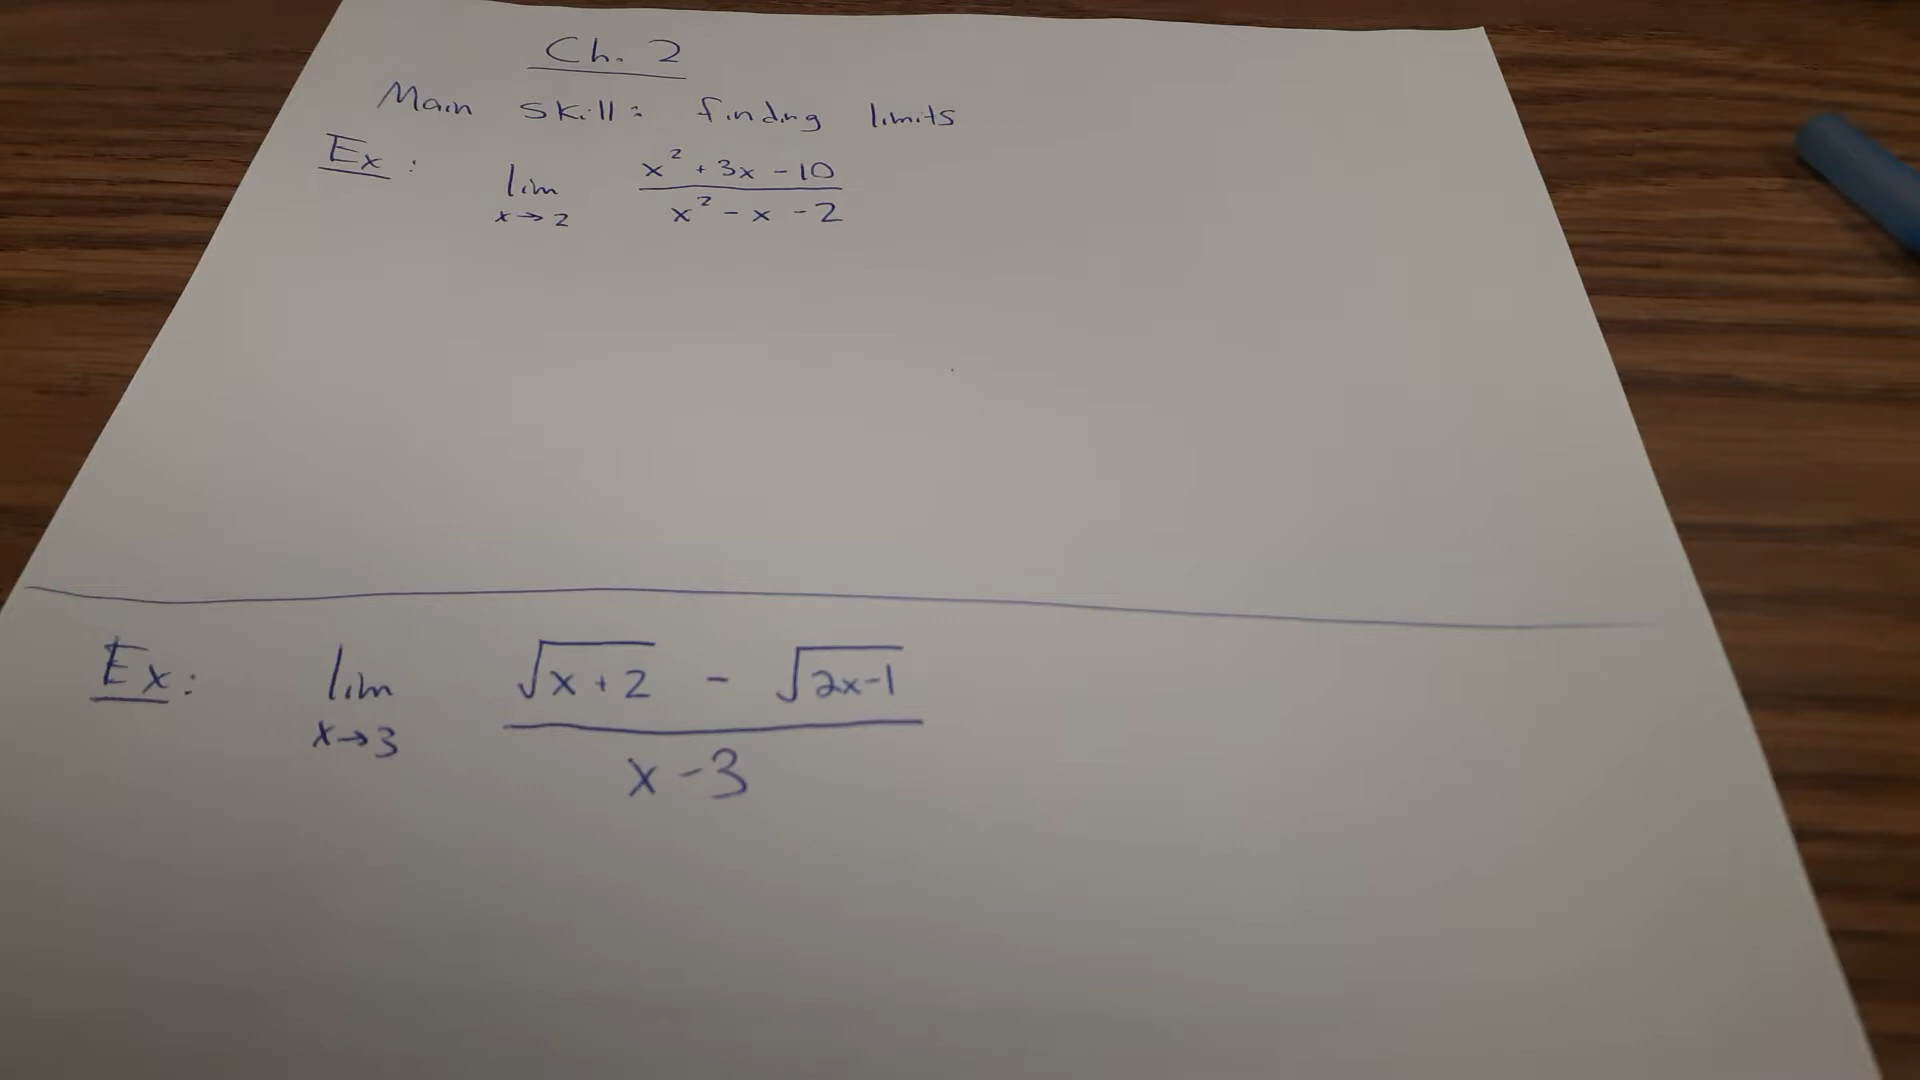 Ch. 2
Main skill: finding limits
Ex: lim x→2 (x² + 3x - 10) / (x² - x - 2)
Ex: lim x→3 (√(x+2) - √(2x-1)) / (x-3)